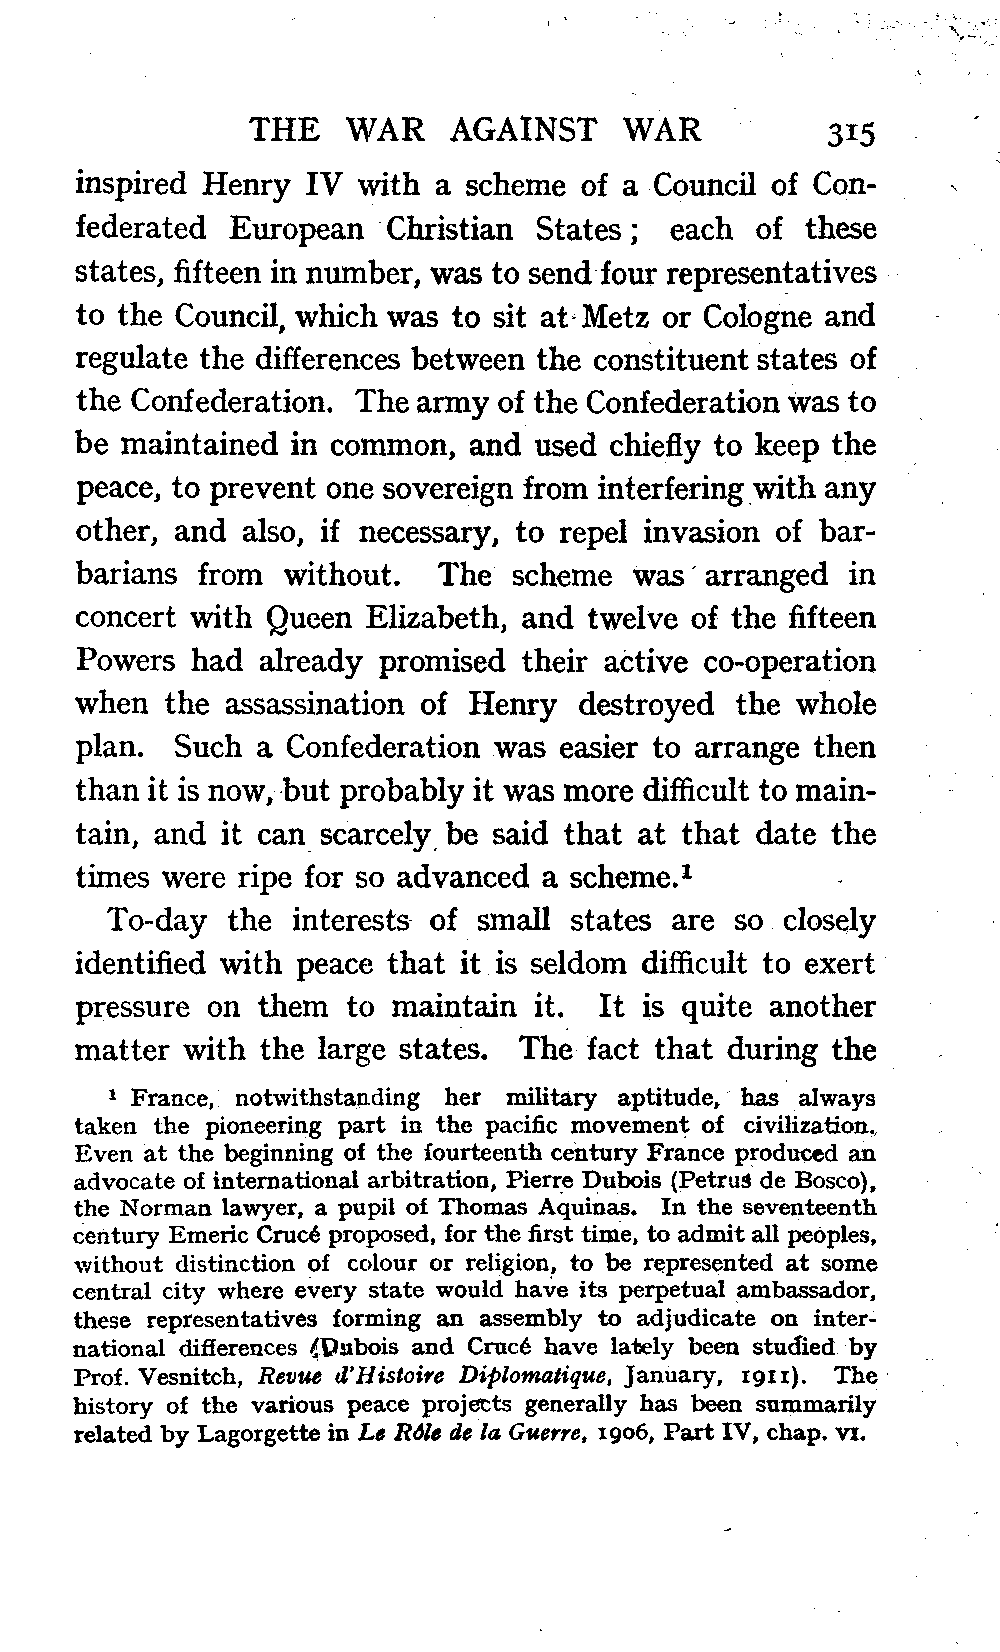 THE WAR AGAINST WAR 315
inspired Henry IV with a scheme of a Council of Con-
federated European Christian States; each of these
states, fifteen in number, was to send four representatives
to the Council, which was to sit at Metz or Cologne and
regulate the differences between the constituent states of
the Confederation. The army of the Confederation was to
be maintained in common, and used chiefly to keep the
peace, to prevent one sovereign from interfering with any
other, and also, if necessary, to repel invasion of bar-
barians from without. The scheme was arranged in
concert with Queen Elizabeth, and twelve of the fifteen
Powers had already promised their active co-operation
when the assassination of Henry destroyed the whole
plan. Such a Confederation was easier to arrange then
than it is now, but probably it was more difficult to main-
tain, and it can scarcely be said that at that date the
times were ripe for so advanced a scheme.¹
To-day the interests of small states are so closely
identified with peace that it is seldom difficult to exert
pressure on them to maintain it. It is quite another
matter with the large states. The fact that during the
¹ France, notwithstanding her military aptitude, has always
taken the pioneering part in the pacific movement of civilization.
Even at the beginning of the fourteenth century France produced an
advocate of international arbitration, Pierre Dubois (Petrus de Bosco),
the Norman lawyer, a pupil of Thomas Aquinas. In the seventeenth
century Emeric Crucé proposed, for the first time, to admit all peoples,
without distinction of colour or religion, to be represented at some
central city where every state would have its perpetual ambassador,
these representatives forming an assembly to adjudicate on inter-
national differences (Dubois and Crucé have lately been studied by
Prof. Vesnitch, Revue d'Histoire Diplomatique, January, 1911). The
history of the various peace projects generally has been summarily
related by Lagorgette in Le Rôle de la Guerre, 1906, Part IV, chap. VI.